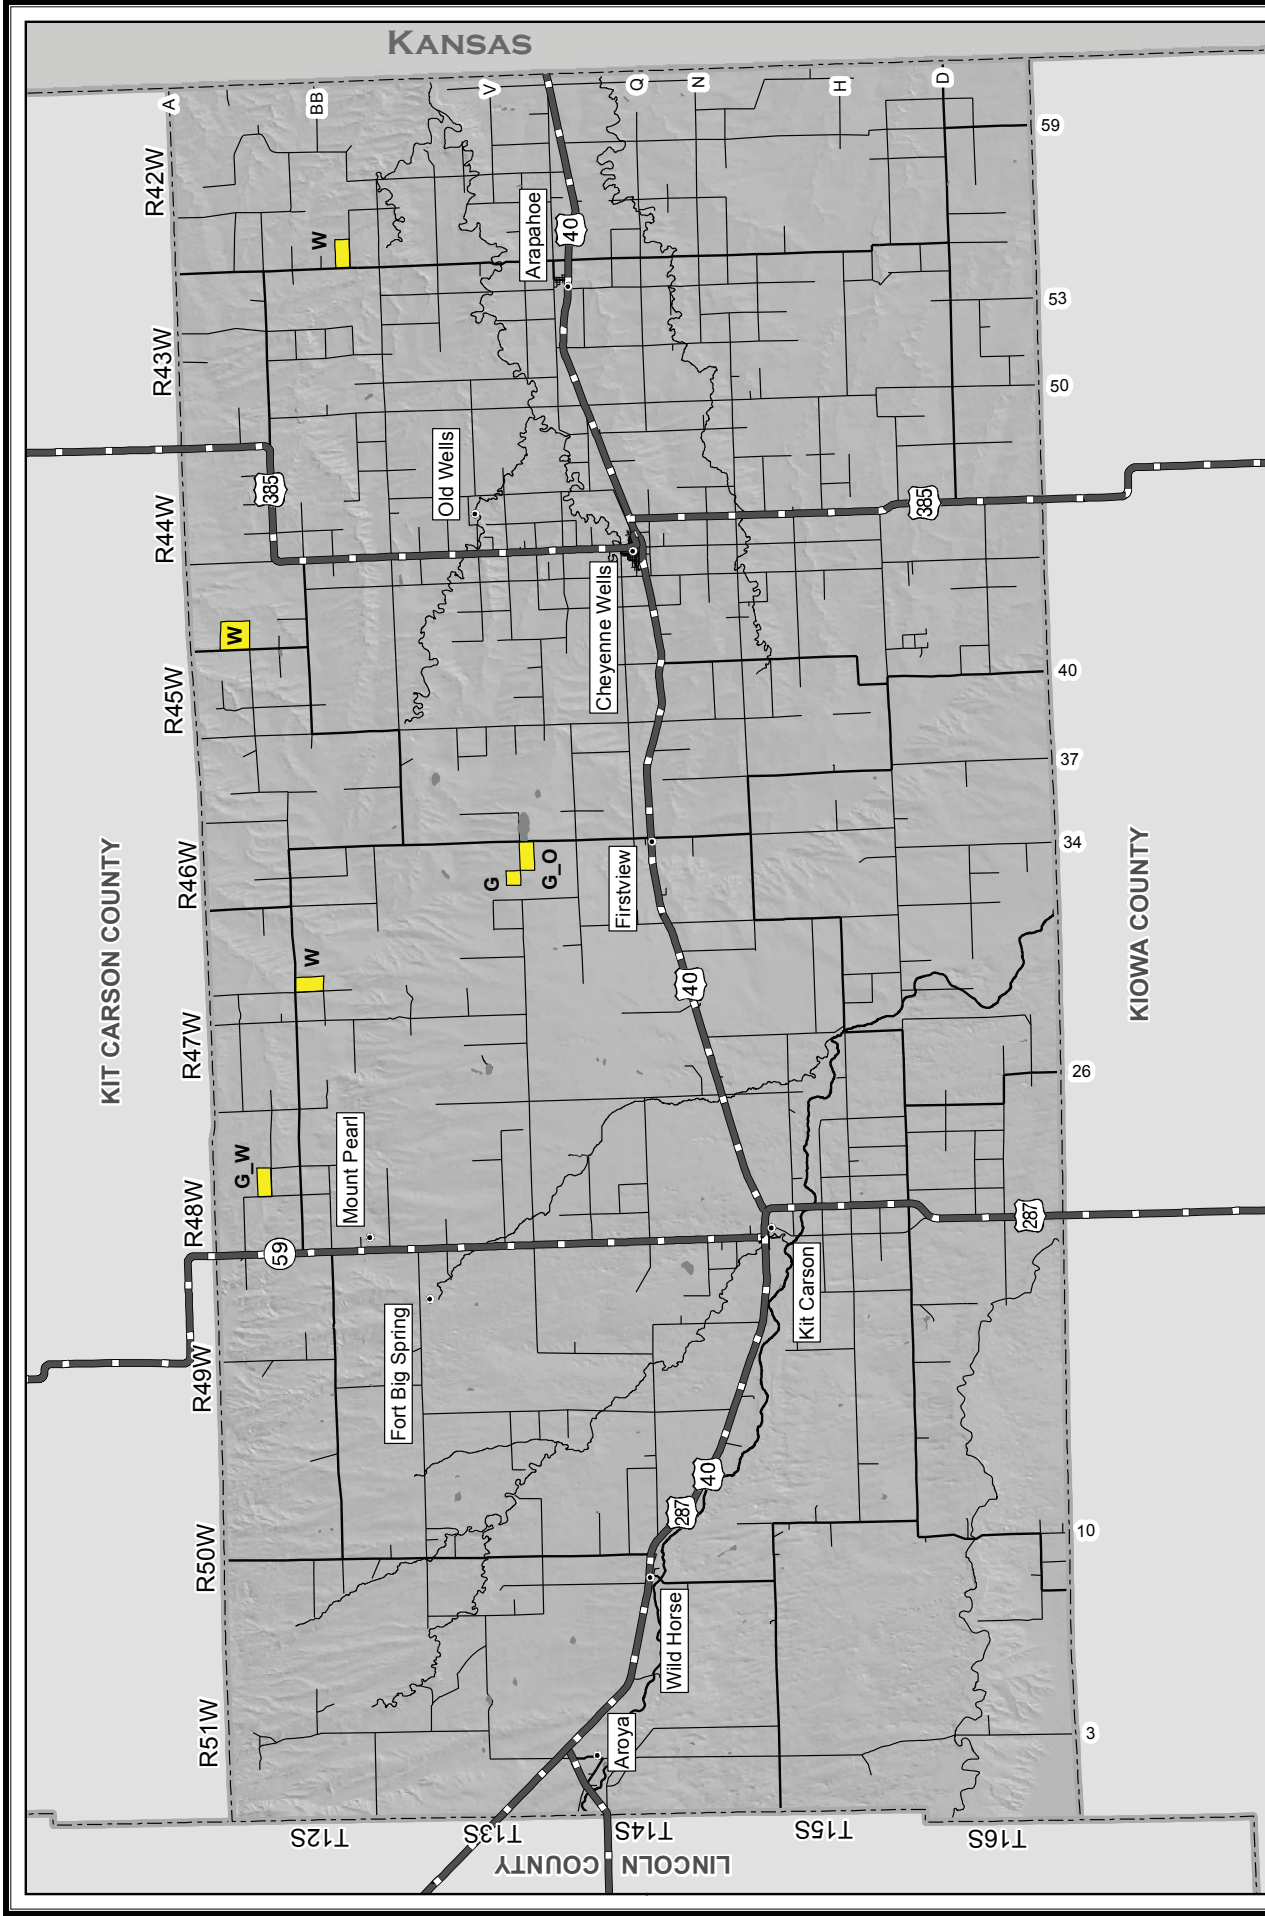 KANSAS
A
BB
V
Q
N
H
D
59
R42W
W
Arapahoe
40
53
R43W
50
385
Old Wells
R44W
385
W
Cheyenne Wells
R45W
40
37
KIT CARSON COUNTY
R46W
G
G_O
Firstview
34
KIOWA COUNTY
W
40
R47W
26
G_W
Mount Pearl
R48W
59
287
Kit Carson
Fort Big Spring
R49W
40
287
R50W
10
Wild Horse
R51W
Aroya
3
T12S
T13S
T14S
T15S
T16S
LINCOLN COUNTY